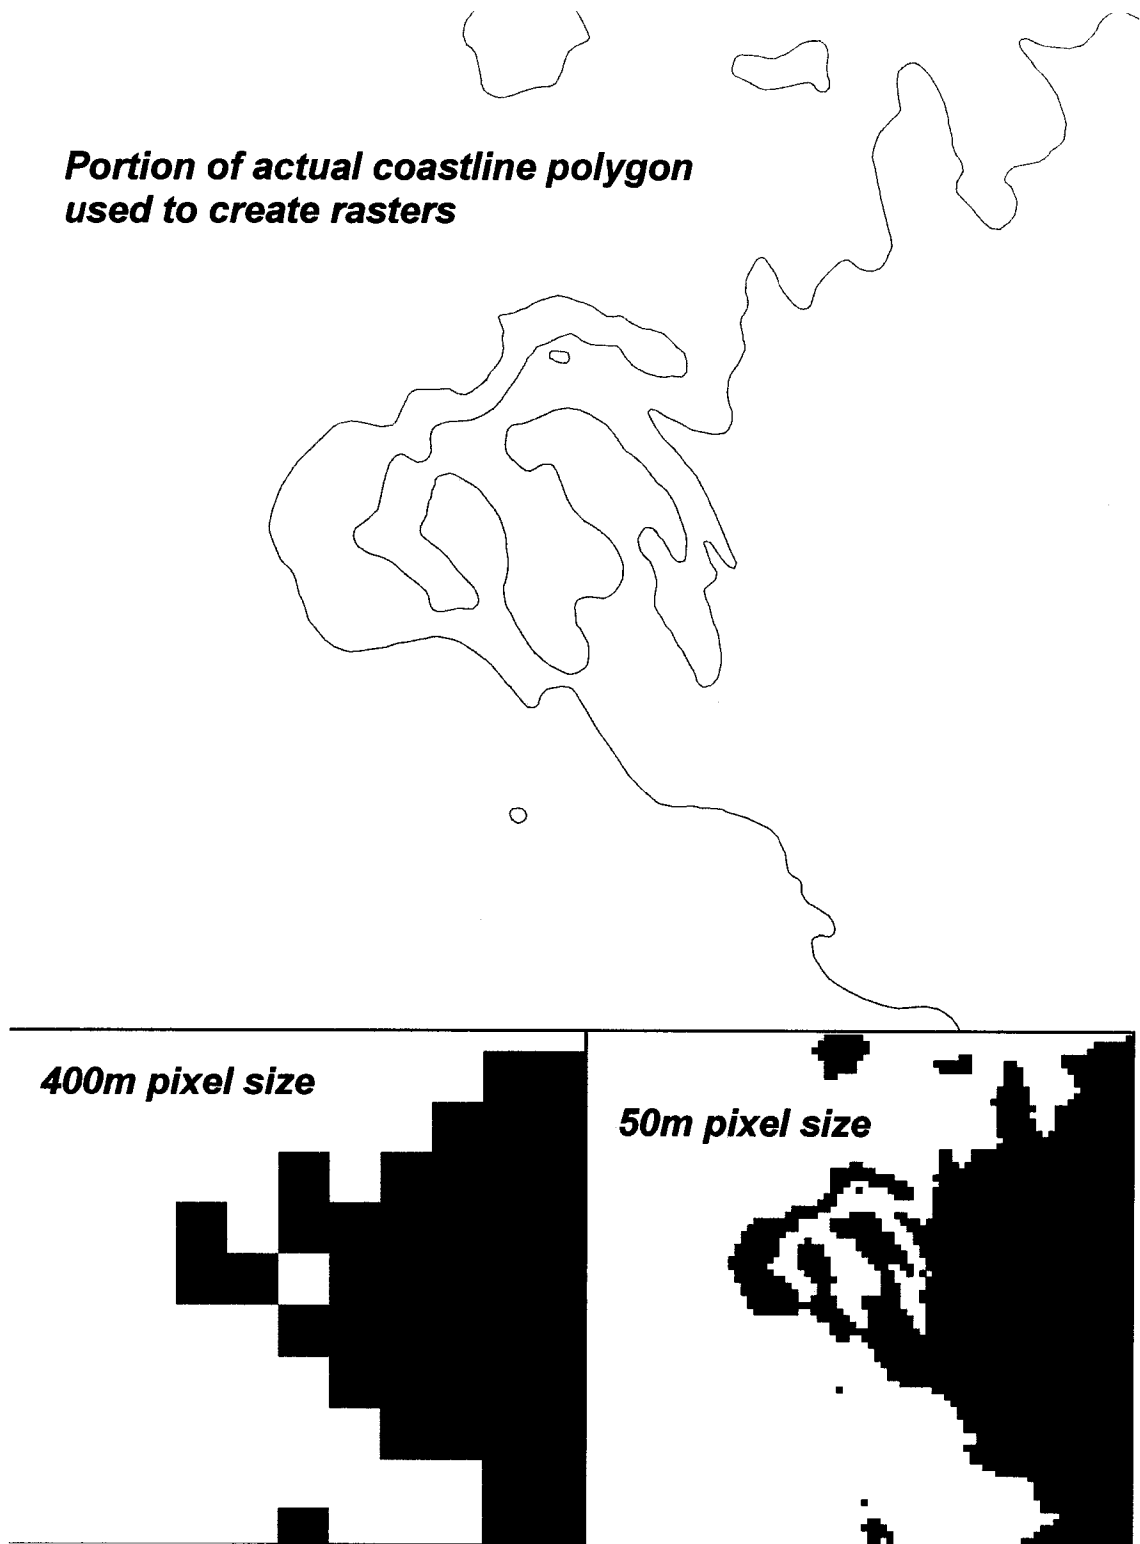 Portion of actual coastline polygon
used to create rasters
400m pixel size
50m pixel size